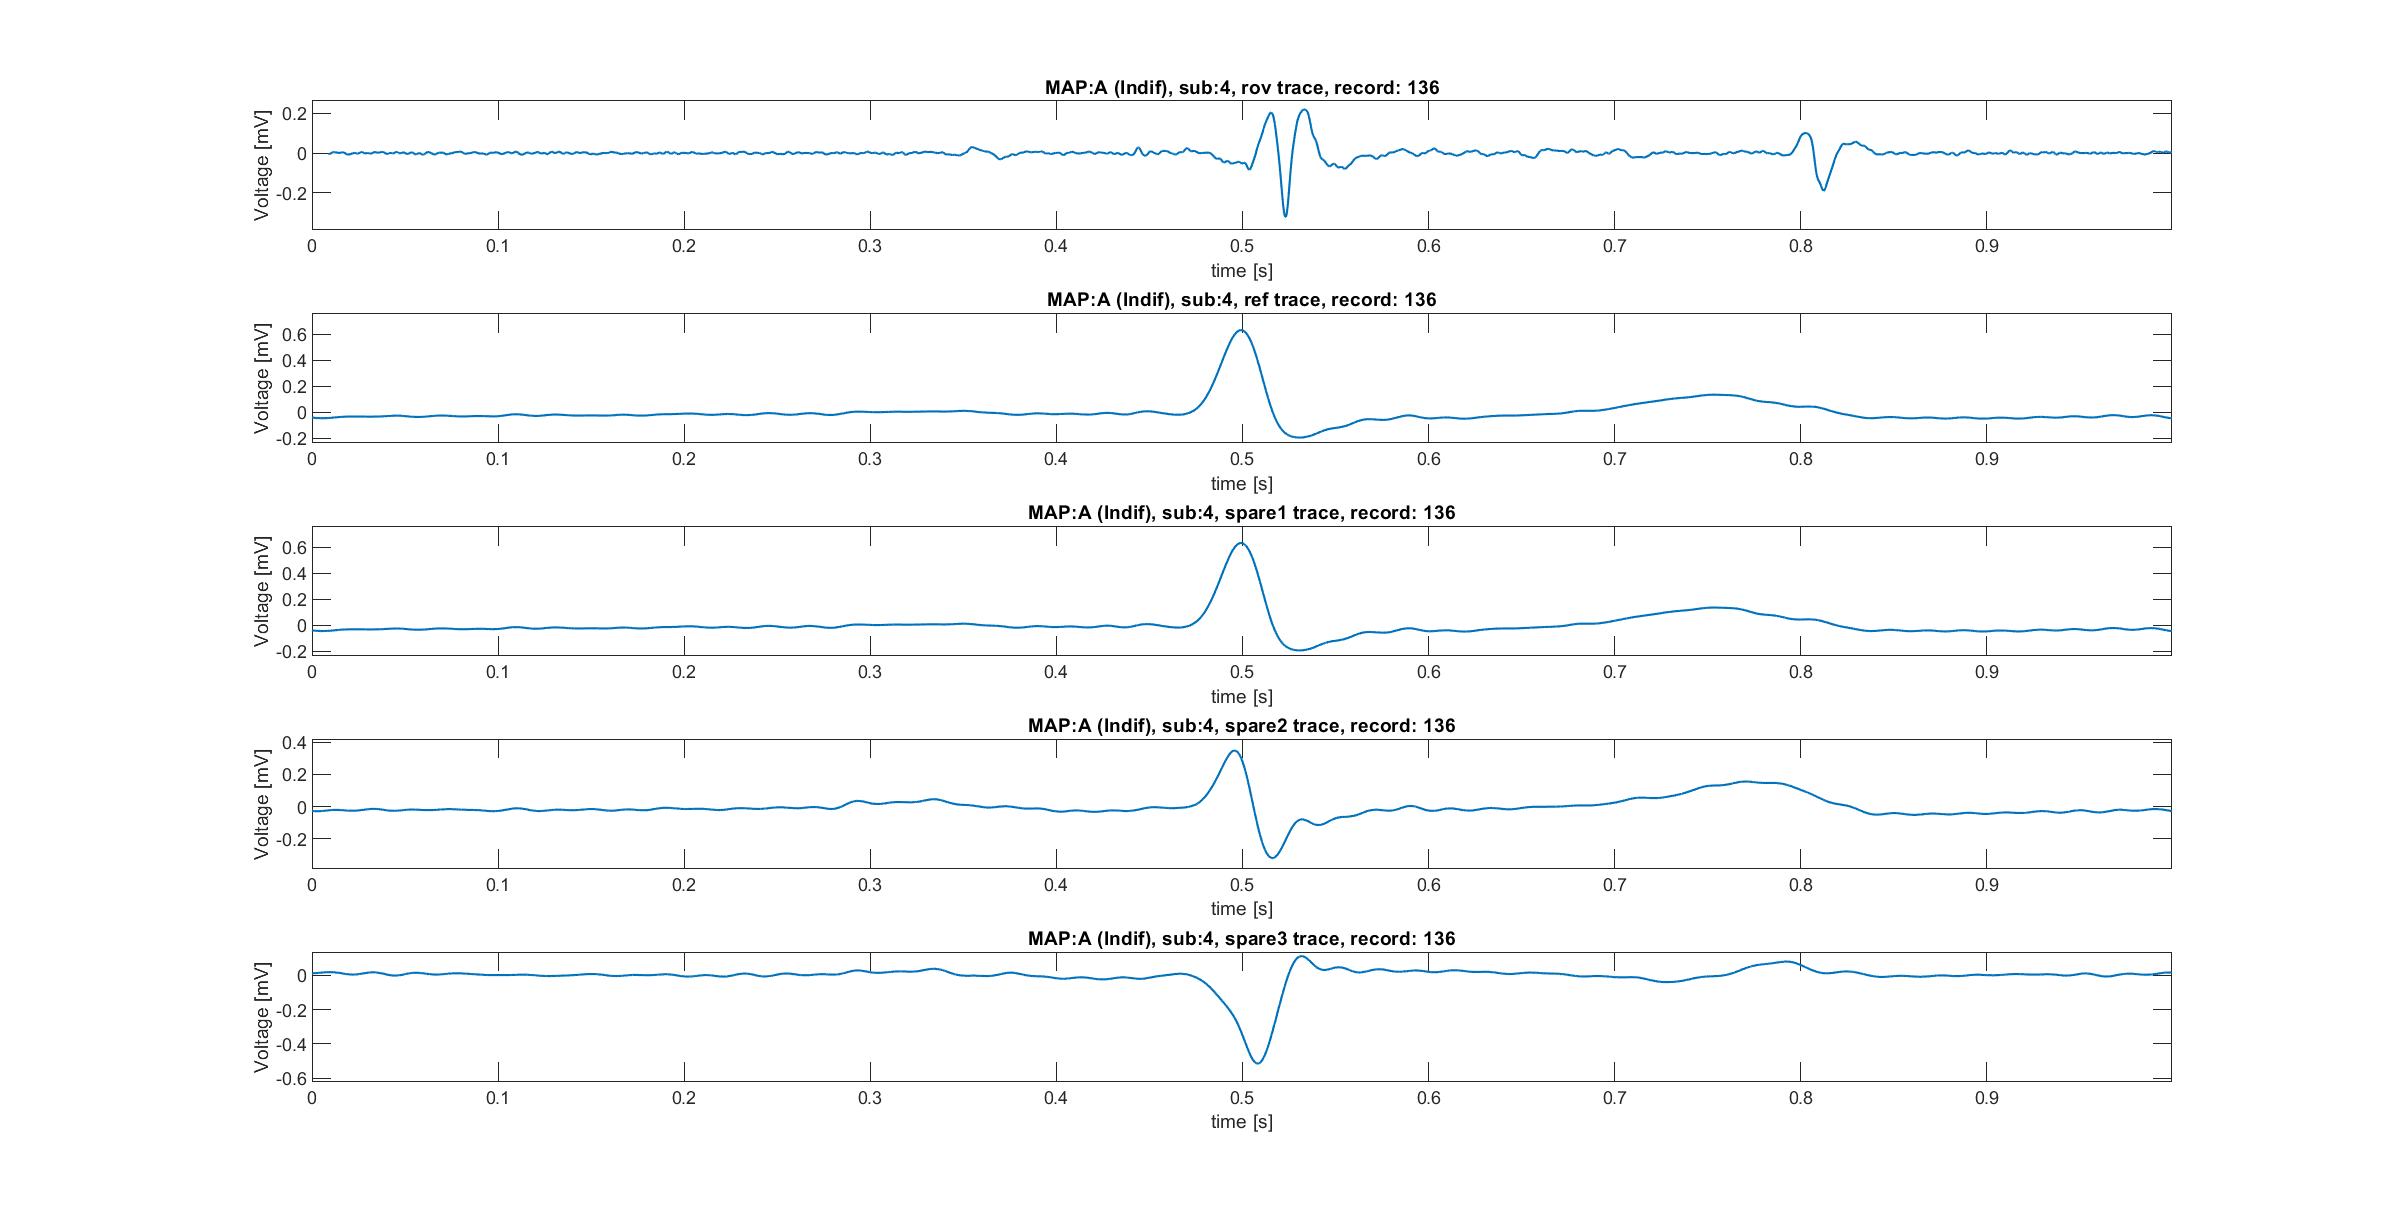 MAP:A (Indif), sub:4, rov trace, record: 136
Voltage [mV]
0.2
0
-0.2
0 0.1 0.2 0.3 0.4 0.5 0.6 0.7 0.8 0.9
time [s]
MAP:A (Indif), sub:4, ref trace, record: 136
Voltage [mV]
0.6
0.4
0.2
0
-0.2
0 0.1 0.2 0.3 0.4 0.5 0.6 0.7 0.8 0.9
time [s]
MAP:A (Indif), sub:4, spare1 trace, record: 136
Voltage [mV]
0.6
0.4
0.2
0
-0.2
0 0.1 0.2 0.3 0.4 0.5 0.6 0.7 0.8 0.9
time [s]
MAP:A (Indif), sub:4, spare2 trace, record: 136
Voltage [mV]
0.4
0.2
0
-0.2
0 0.1 0.2 0.3 0.4 0.5 0.6 0.7 0.8 0.9
time [s]
MAP:A (Indif), sub:4, spare3 trace, record: 136
Voltage [mV]
0
-0.2
-0.4
-0.6
0 0.1 0.2 0.3 0.4 0.5 0.6 0.7 0.8 0.9
time [s]